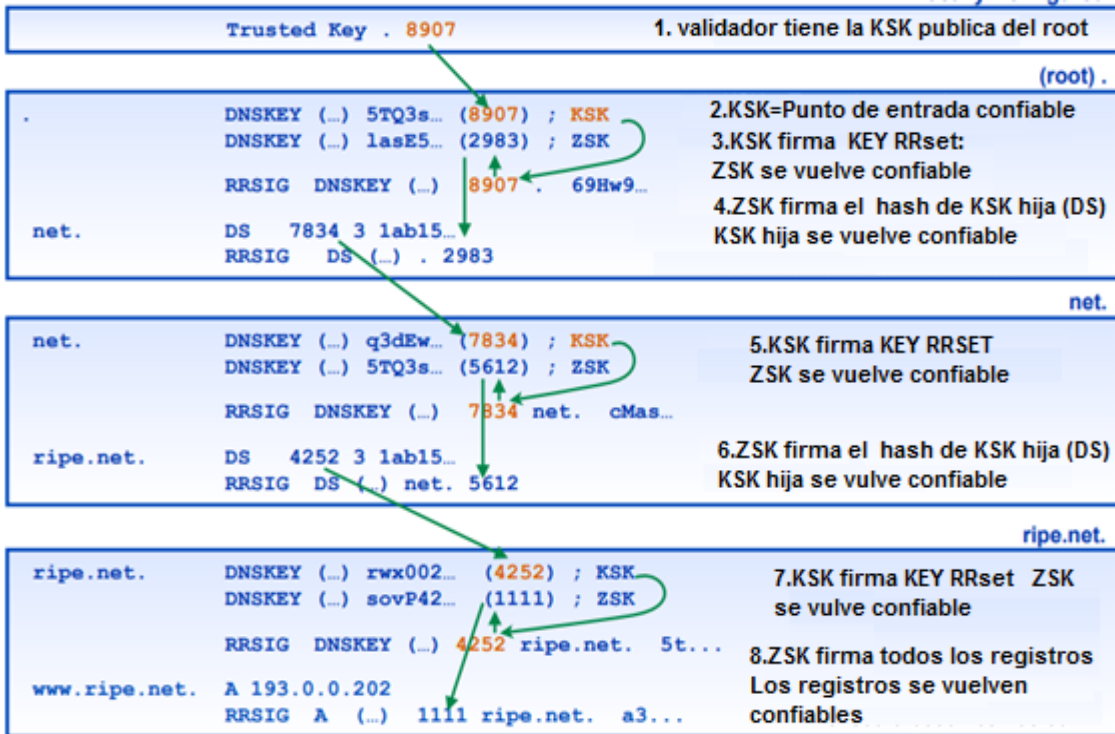 Trusted Key . 8907 1. validador tiene la KSK publica del root
(root) .
. DNSKEY (…) 5TQ3s… (8907) ; KSK 2.KSK=Punto de entrada confiable
DNSKEY (…) lasE5… (2983) ; ZSK 3.KSK firma KEY RRset:
ZSK se vuelve confiable
RRSIG DNSKEY (…) 8907 . 69Hw9…
4.ZSK firma el hash de KSK hija (DS)
net. DS 7834 3 1ab15… KSK hija se vuelve confiable
RRSIG DS (…) . 2983
net.
net. DNSKEY (…) q3dEw… (7834) ; KSK 5.KSK firma KEY RRSET
DNSKEY (…) 5TQ3s… (5612) ; ZSK ZSK se vuelve confiable
RRSIG DNSKEY (…) 7834 net. cMas…
ripe.net. DS 4252 3 1ab15… 6.ZSK firma el hash de KSK hija (DS)
RRSIG DS (…) net. 5612 KSK hija se vulve confiable
ripe.net.
ripe.net. DNSKEY (…) rwx002… (4252) ; KSK 7.KSK firma KEY RRset ZSK
DNSKEY (…) sovP42… (1111) ; ZSK se vulve confiable
RRSIG DNSKEY (…) 4252 ripe.net. 5t...
8.ZSK firma todos los registros
www.ripe.net. A 193.0.0.202 Los registros se vuelven
RRSIG A (…) 1111 ripe.net. a3... confiables